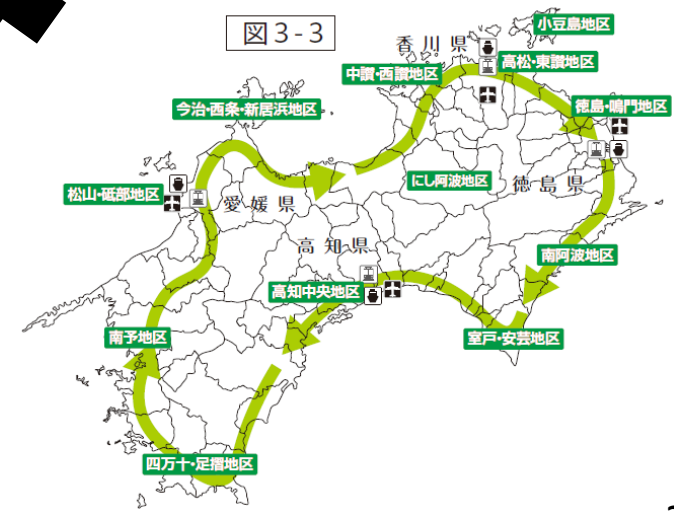 図3-3
小豆島地区
香川県
高松・東讃地区
中讃・西讃地区
徳島・鳴門地区
今治・西条・新居浜地区
にし阿波地区
徳島県
松山・砥部地区
愛媛県
高知県
南阿波地区
高知中央地区
南予地区
室戸・安芸地区
四万十・足摺地区